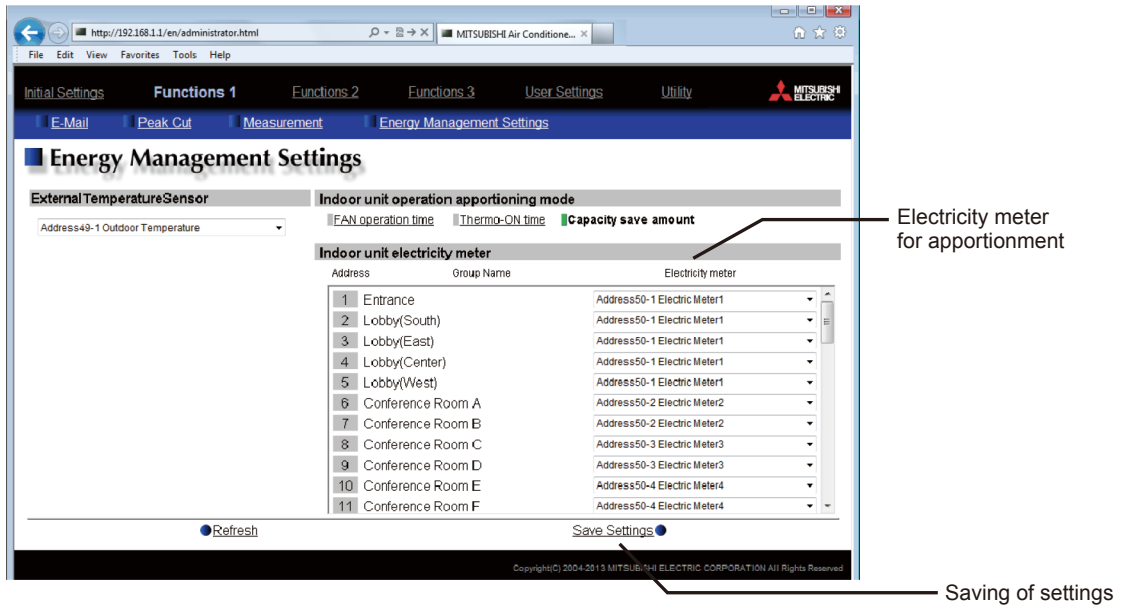 http://192.168.1.1/en/administrator.html
MITSUBISHI Air Conditione...
File Edit View Favorites Tools Help
Initial Settings Functions 1 Functions 2 Functions 3 User Settings Utility MITSUBISHI ELECTRIC
E-Mail Peak Cut Measurement Energy Management Settings
Energy Management Settings
ExternalTemperatureSensor
Address49-1 Outdoor Temperature
Indoor unit operation apportioning mode
FAN operation time Thermo-ON time Capacity save amount
Indoor unit electricity meter
Address Group Name Electricity meter
1 Entrance Address50-1 Electric Meter1
2 Lobby(South) Address50-1 Electric Meter1
3 Lobby(East) Address50-1 Electric Meter1
4 Lobby(Center) Address50-1 Electric Meter1
5 Lobby(West) Address50-1 Electric Meter1
6 Conference Room A Address50-2 Electric Meter2
7 Conference Room B Address50-2 Electric Meter2
8 Conference Room C Address50-3 Electric Meter3
9 Conference Room D Address50-3 Electric Meter3
10 Conference Room E Address50-4 Electric Meter4
11 Conference Room F Address50-4 Electric Meter4
Refresh Save Settings
Copyright(C) 2004-2013 MITSUBISHI ELECTRIC CORPORATION All Rights Reserved
Electricity meter
for apportionment
Saving of settings